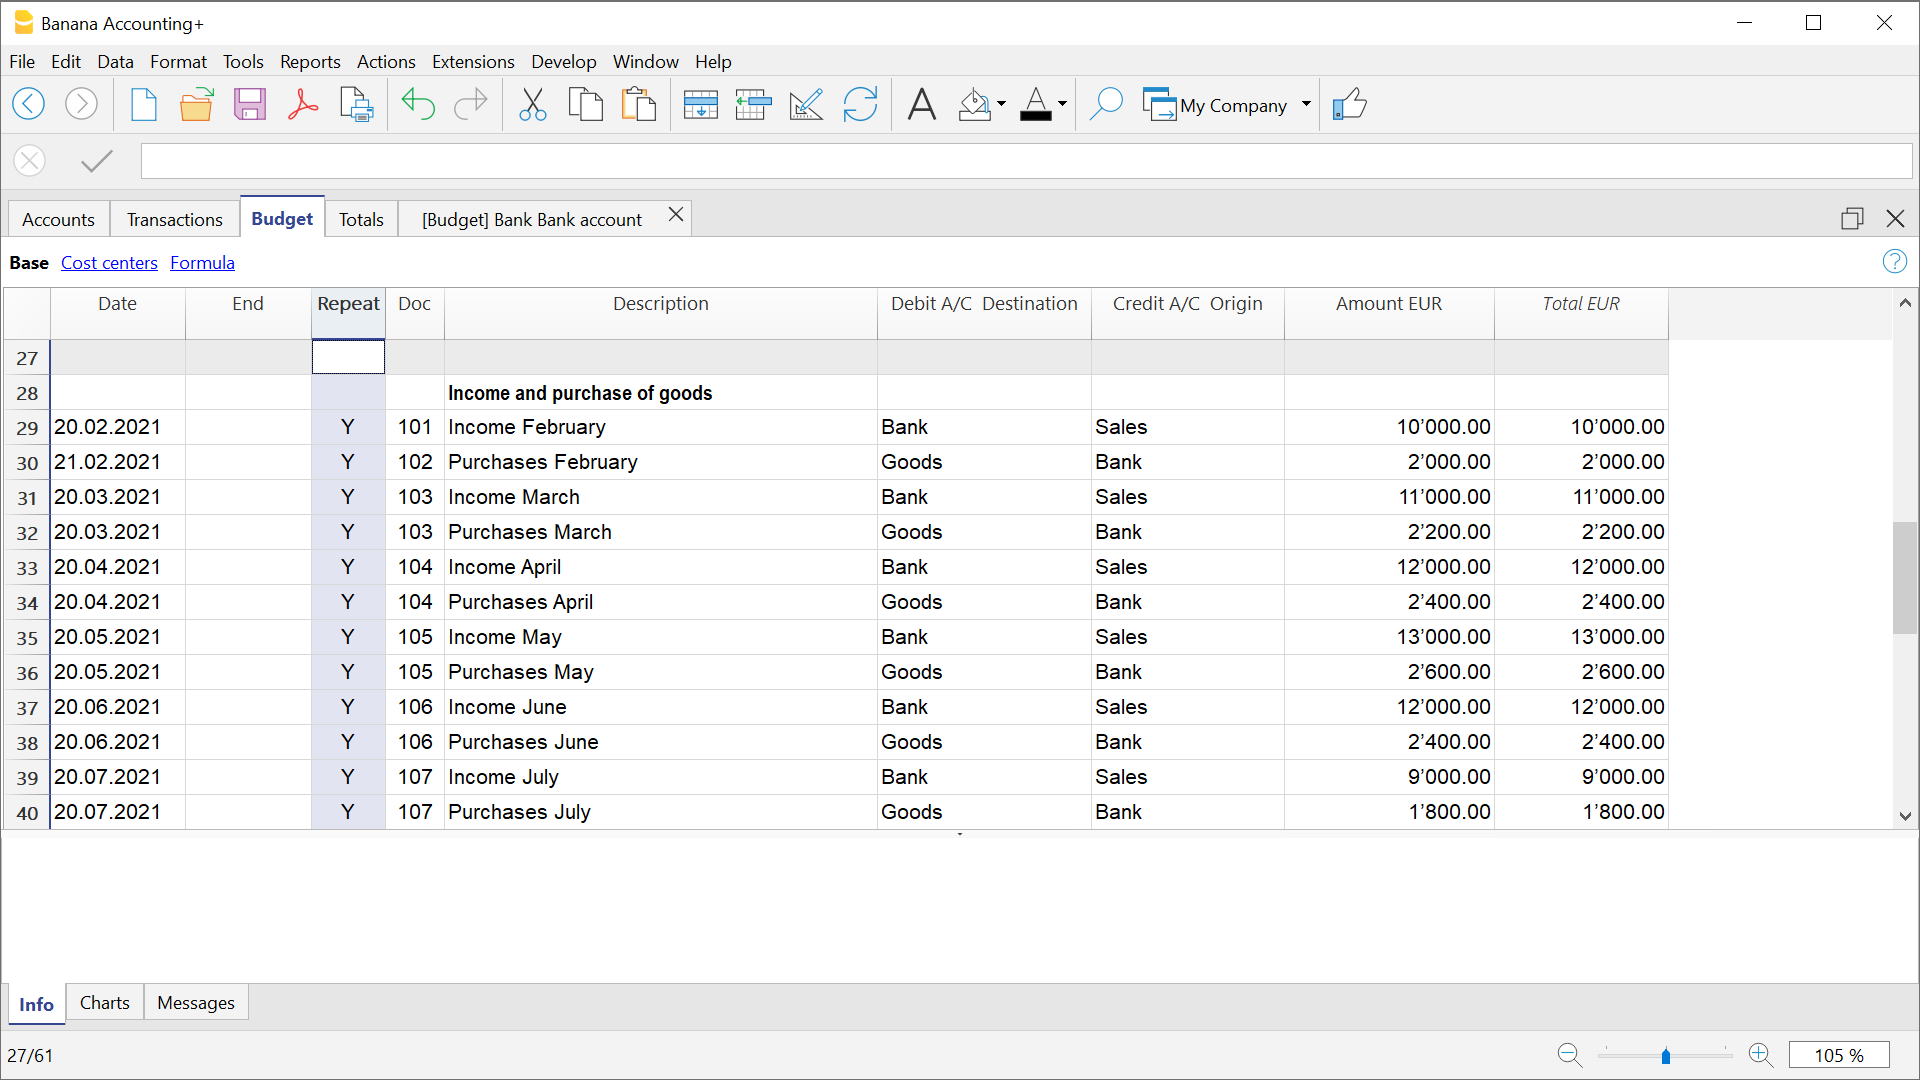 Banana Accounting+
File Edit Data Format Tools Reports Actions Extensions Develop Window Help
My Company
Accounts Transactions Budget Totals [Budget] Bank Bank account
Base Cost centers Formula
Date End Repeat Doc Description Debit A/C Destination Credit A/C Origin Amount EUR Total EUR
27
28 Income and purchase of goods
29 20.02.2021 Y 101 Income February Bank Sales 10’000.00 10’000.00
30 21.02.2021 Y 102 Purchases February Goods Bank 2’000.00 2’000.00
31 20.03.2021 Y 103 Income March Bank Sales 11’000.00 11’000.00
32 20.03.2021 Y 103 Purchases March Goods Bank 2’200.00 2’200.00
33 20.04.2021 Y 104 Income April Bank Sales 12’000.00 12’000.00
34 20.04.2021 Y 104 Purchases April Goods Bank 2’400.00 2’400.00
35 20.05.2021 Y 105 Income May Bank Sales 13’000.00 13’000.00
36 20.05.2021 Y 105 Purchases May Goods Bank 2’600.00 2’600.00
37 20.06.2021 Y 106 Income June Bank Sales 12’000.00 12’000.00
38 20.06.2021 Y 106 Purchases June Goods Bank 2’400.00 2’400.00
39 20.07.2021 Y 107 Income July Bank Sales 9’000.00 9’000.00
40 20.07.2021 Y 107 Purchases July Goods Bank 1’800.00 1’800.00
Info Charts Messages
27/61 105 %